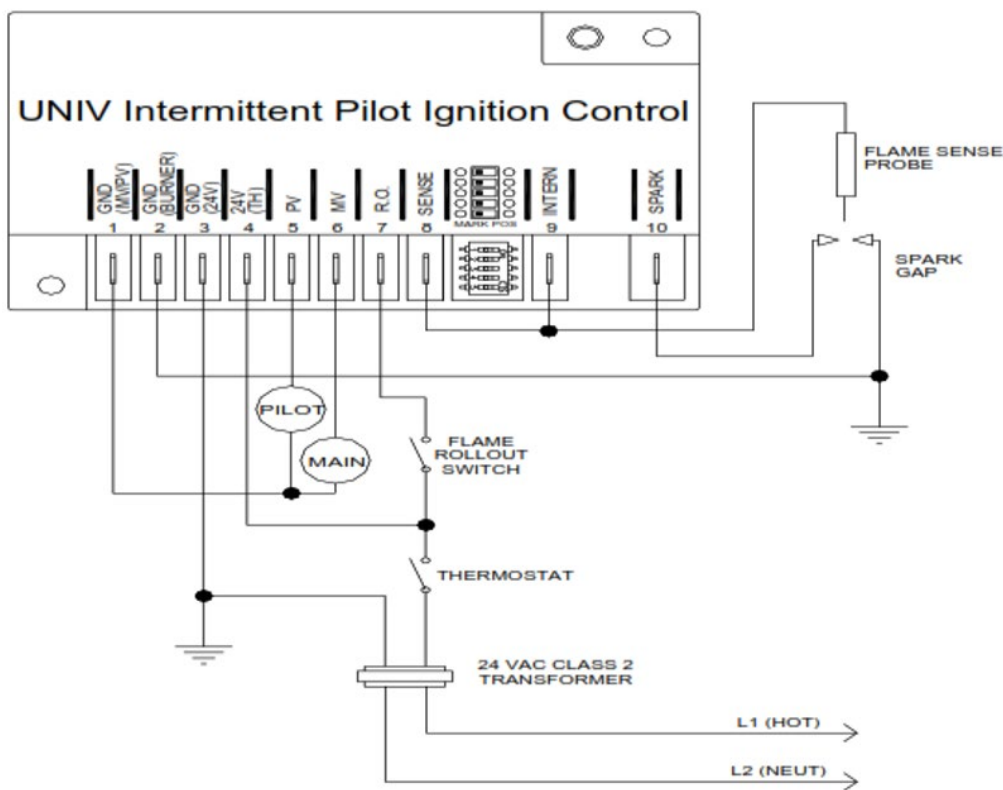 UNIV Intermittent Pilot Ignition Control
GND
(MV/PV)
GND
(BURNER)
GND
(24V)
24V
(TH)
PV
MV
R.O.
SENSE
MARK POS
INTERN
SPARK
1
2
3
4
5
6
7
8
9
10
FLAME SENSE
PROBE
SPARK
GAP
PILOT
MAIN
FLAME
ROLLOUT
SWITCH
THERMOSTAT
24 VAC CLASS 2
TRANSFORMER
L1 (HOT)
L2 (NEUT)